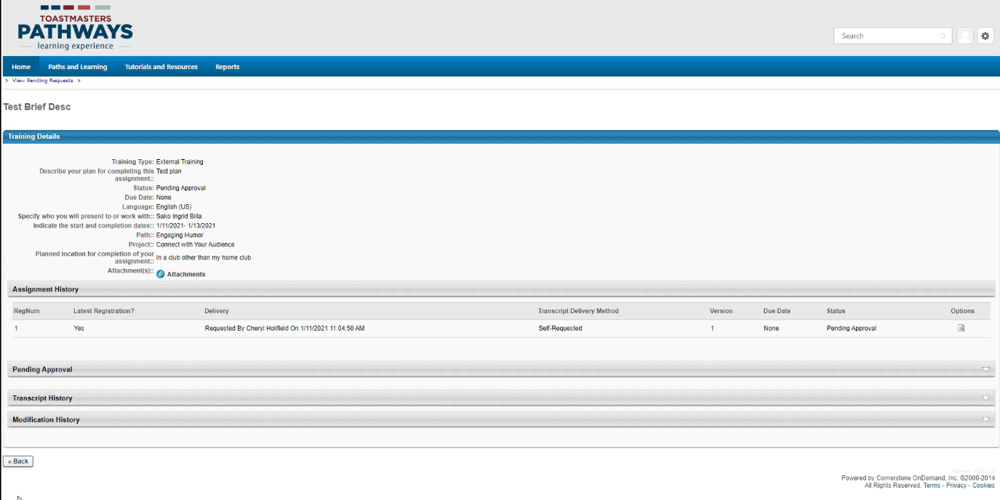 TOASTMASTERS
PATHWAYS
learning experience
Search
Home Paths and Learning Tutorials and Resources Reports
> View Pending Requests >
Test Brief Desc
Training Details
Training Type: External Training
Describe your plan for completing this assignment:: Test plan
Status: Pending Approval
Due Date: None
Language: English (US)
Specify who you will present to or work with:: Sako Ingrid Billa
Indicate the start and completion dates:: 1/11/2021- 1/13/2021
Path:: Engaging Humor
Project:: Connect with Your Audience
Planned location for completion of your assignment:: In a club other than my home club
Attachment(s):: Attachments
Assignment History
RegNum Latest Registration? Delivery Transcript Delivery Method Version Due Date Status Options
1 Yes Requested By Cheryl Holifield On 1/11/2021 11:04:50 AM Self-Requested 1 None Pending Approval
Pending Approval
Transcript History
Modification History
« Back
Powered by Cornerstone OnDemand, Inc. ©2000-2014
All Rights Reserved. Terms - Privacy - Cookies